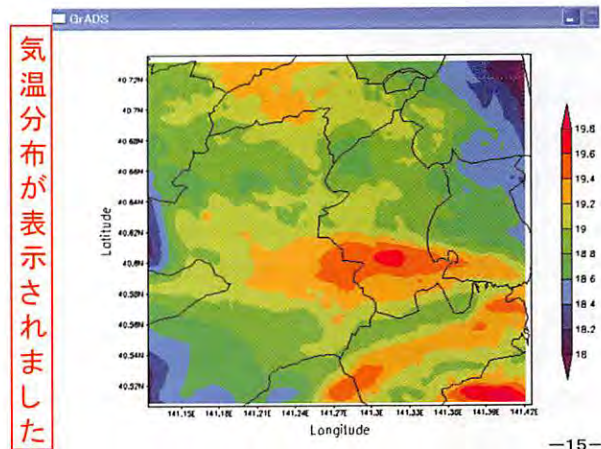 GrADS
気温分布が表示されました
Latitude
40.72N
40.7N
40.68N
40.66N
40.64N
40.62N
40.6N
40.58N
40.56N
40.54N
40.52N
141.15E
141.18E
141.21E
141.24E
141.27E
141.3E
141.33E
141.36E
141.39E
141.42E
Longitude
19.8
19.6
19.4
19.2
19
18.8
18.6
18.4
18.2
18
—15—